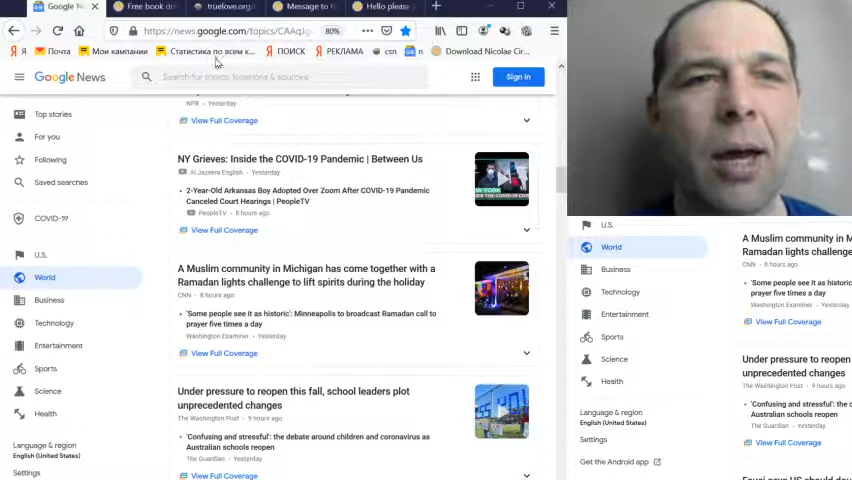 Google Ne
Free book do
truelove.org/
Message to t
Hello please j
https://news.google.com/topics/CAAqJg
80%
Я
Почта
Мои кампании
Статистика по всем к...
ПОИСК
РЕКЛАМА
csn
n
Download Nicolae Cir...
Google News
Search for topics, locations & sources
Sign in
Top stories
For you
Following
Saved searches
COVID-19
U.S.
World
Business
Technology
Entertainment
Sports
Science
Health
Language & region
English (United States)
Settings
NPR • Yesterday
View Full Coverage
NY Grieves: Inside the COVID-19 Pandemic | Between Us
Al Jazeera English • Yesterday
2-Year-Old Arkansas Boy Adopted Over Zoom After COVID-19 Pandemic
Canceled Court Hearings | PeopleTV
PeopleTV • 8 hours ago
View Full Coverage
A Muslim community in Michigan has come together with a
Ramadan lights challenge to lift spirits during the holiday
CNN • 8 hours ago
'Some people see it as historic': Minneapolis to broadcast Ramadan call to
prayer five times a day
Washington Examiner • Yesterday
View Full Coverage
Under pressure to reopen this fall, school leaders plot
unprecedented changes
The Washington Post • 9 hours ago
'Confusing and stressful': the debate around children and coronavirus as
Australian schools reopen
The Guardian • Yesterday
View Full Coverage
U.S.
World
Business
Technology
Entertainment
Sports
Science
Health
Language & region
English (United States)
Settings
Get the Android app
A Muslim community in M
Ramadan lights challenge
CNN • 8 hours ago
'Some people see it as historic
prayer five times a day
Washington Examiner • Yesterday
View Full Coverage
Under pressure to reopen
unprecedented changes
The Washington Post • 9 hours ago
'Confusing and stressful': the d
Australian schools reopen
The Guardian • Yesterday
View Full Coverage